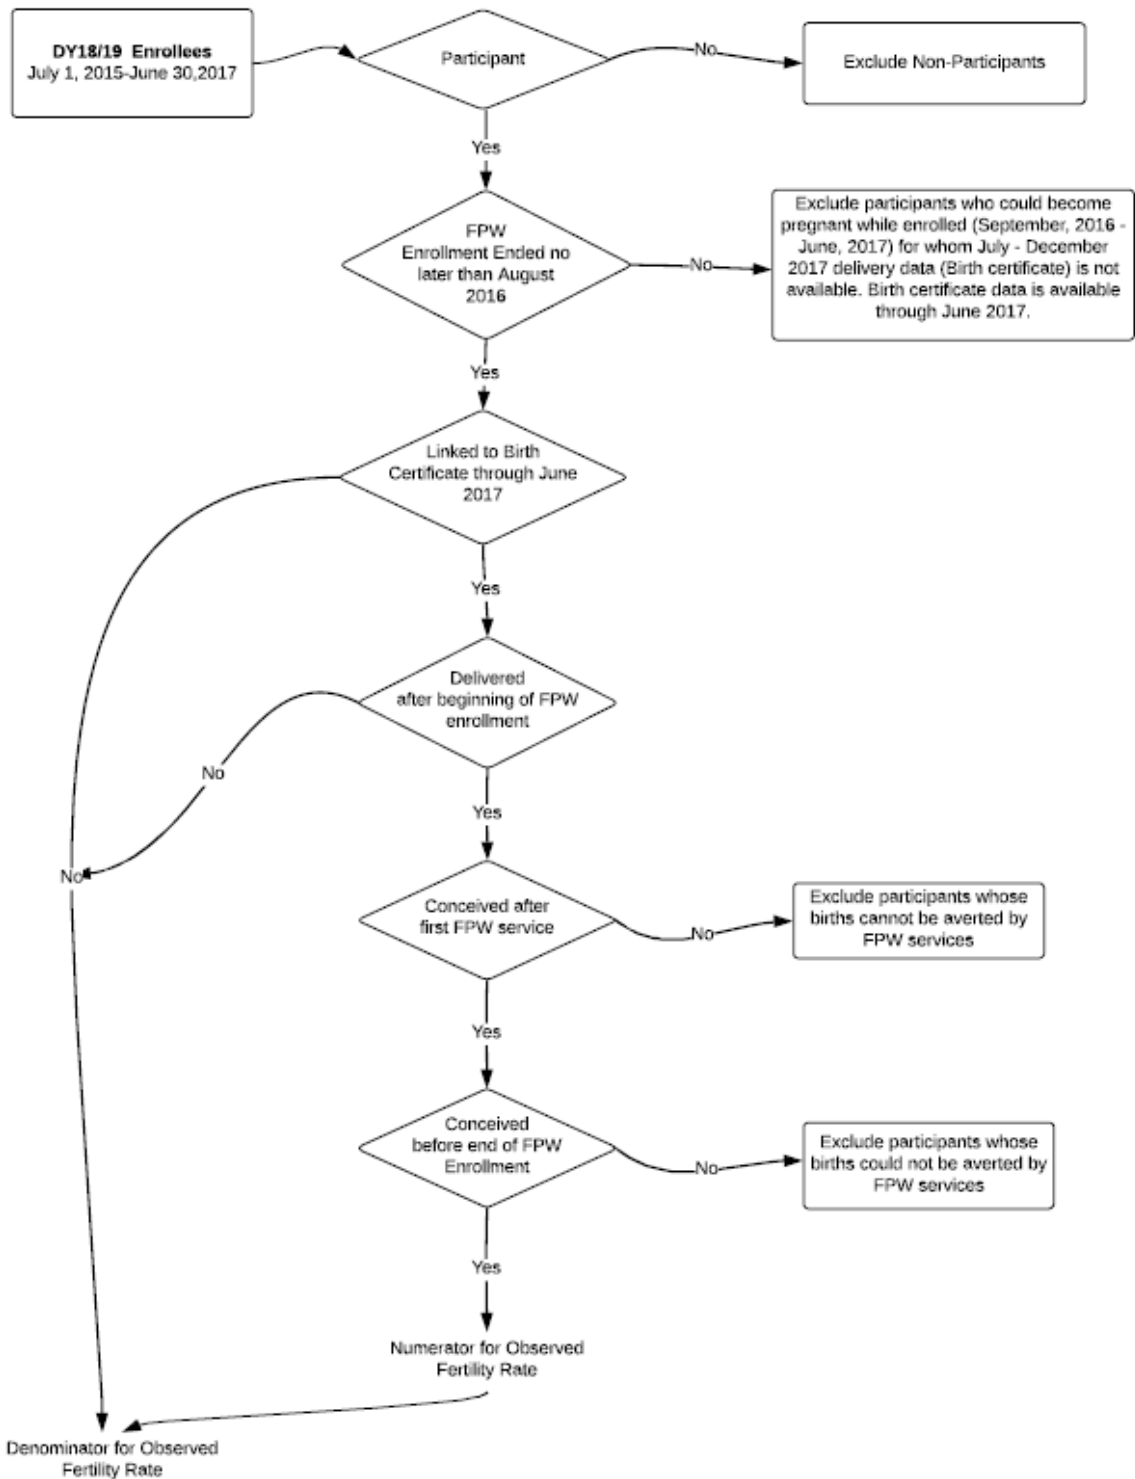 DY18/19 Enrollees
July 1, 2015-June 30,2017
Participant
No
Exclude Non-Participants
Yes
FPW
Enrollment Ended no
later than August
2016
No
Exclude participants who could become
pregnant while enrolled (September, 2016 -
June, 2017) for whom July - December
2017 delivery data (Birth certificate) is not
available. Birth certificate data is available
through June 2017.
Yes
Linked to Birth
Certificate through June
2017
Yes
Delivered
after beginning of FPW
enrollment
No
Yes
No
Conceived after
first FPW service
No
Exclude participants whose
births cannot be averted by
FPW services
Yes
Conceived
before end of FPW
Enrollment
No
Exclude participants whose
births could not be averted by
FPW services
Yes
Numerator for Observed
Fertility Rate
Denominator for Observed
Fertility Rate